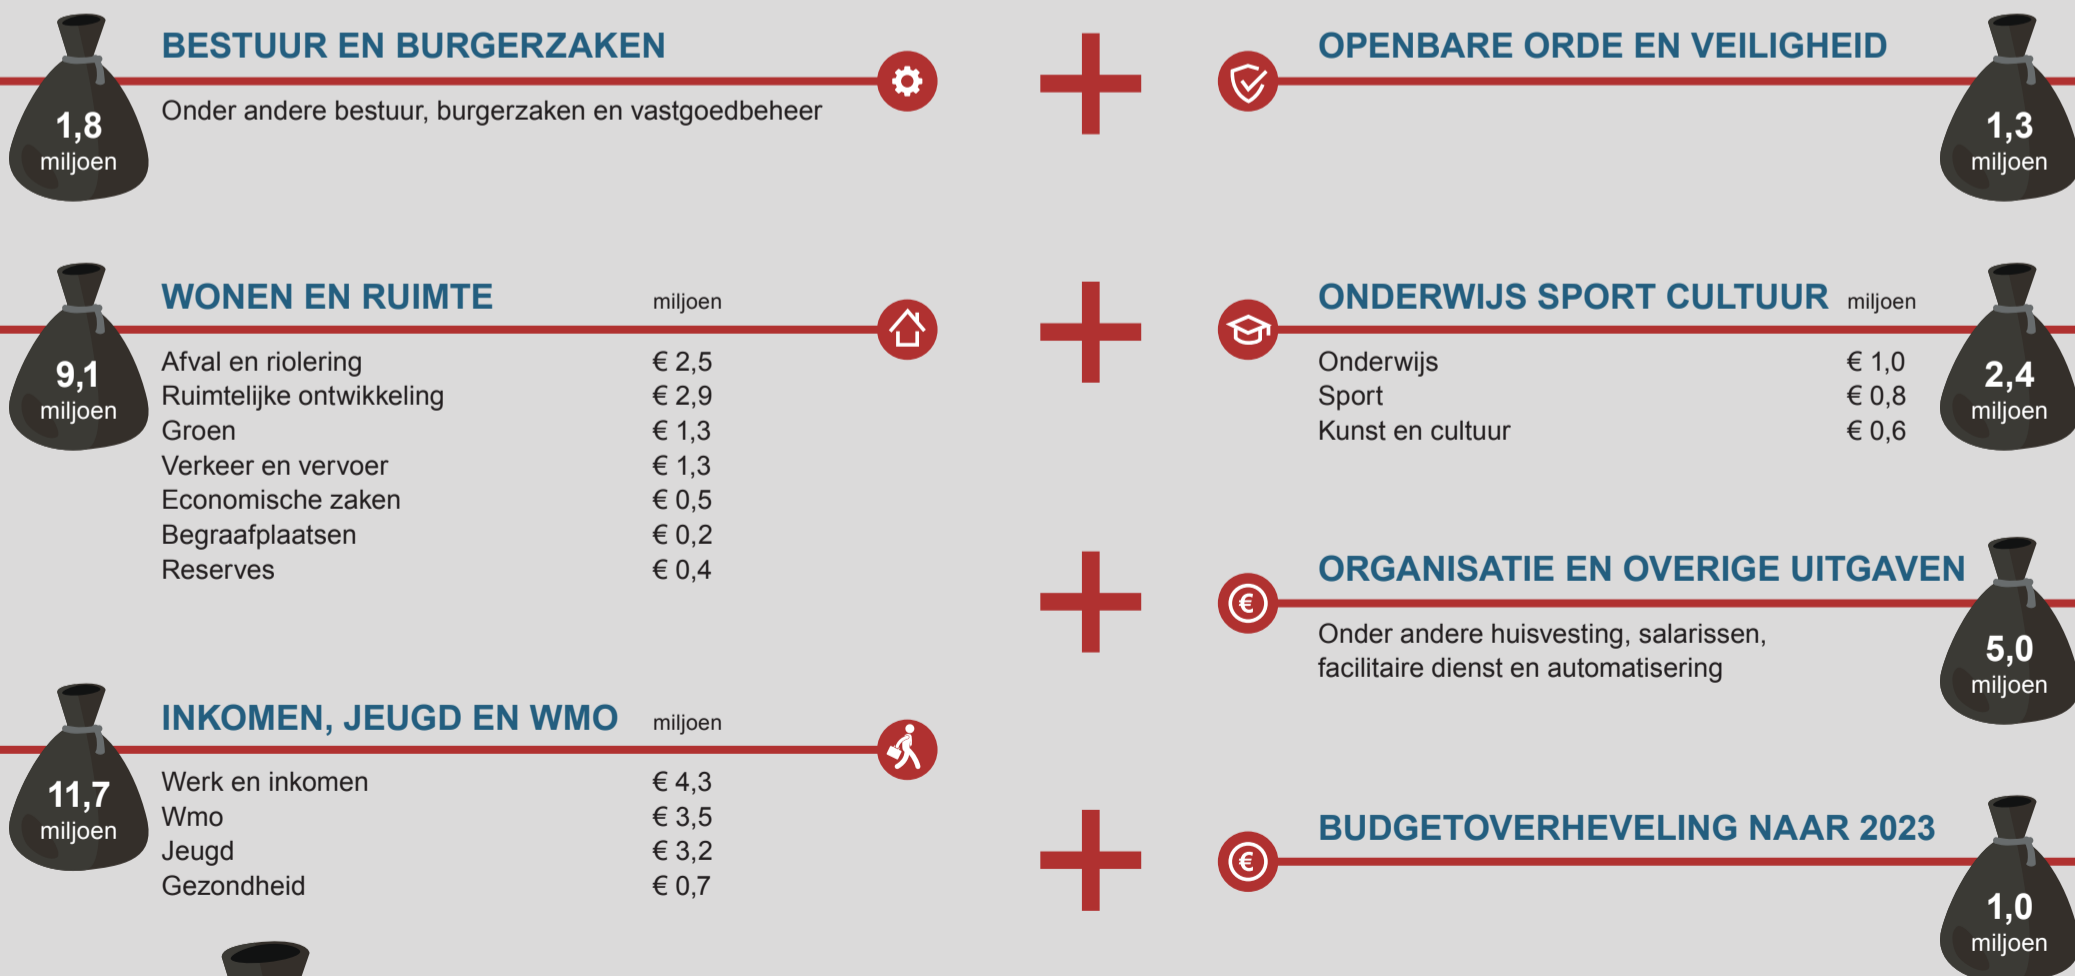 BESTUUR EN BURGERZAKEN
Onder andere bestuur, burgerzaken en vastgoedbeheer
1,8
miljoen
OPENBARE ORDE EN VEILIGHEID
1,3
miljoen
WONEN EN RUIMTE miljoen
9,1
miljoen
Afval en riolering € 2,5
Ruimtelijke ontwikkeling € 2,9
Groen € 1,3
Verkeer en vervoer € 1,3
Economische zaken € 0,5
Begraafplaatsen € 0,2
Reserves € 0,4
ONDERWIJS SPORT CULTUUR miljoen
Onderwijs € 1,0
Sport € 0,8
Kunst en cultuur € 0,6
2,4
miljoen
ORGANISATIE EN OVERIGE UITGAVEN
Onder andere huisvesting, salarissen,
facilitaire dienst en automatisering
5,0
miljoen
INKOMEN, JEUGD EN WMO miljoen
11,7
miljoen
Werk en inkomen € 4,3
Wmo € 3,5
Jeugd € 3,2
Gezondheid € 0,7
BUDGETOVERHEVELING NAAR 2023
1,0
miljoen